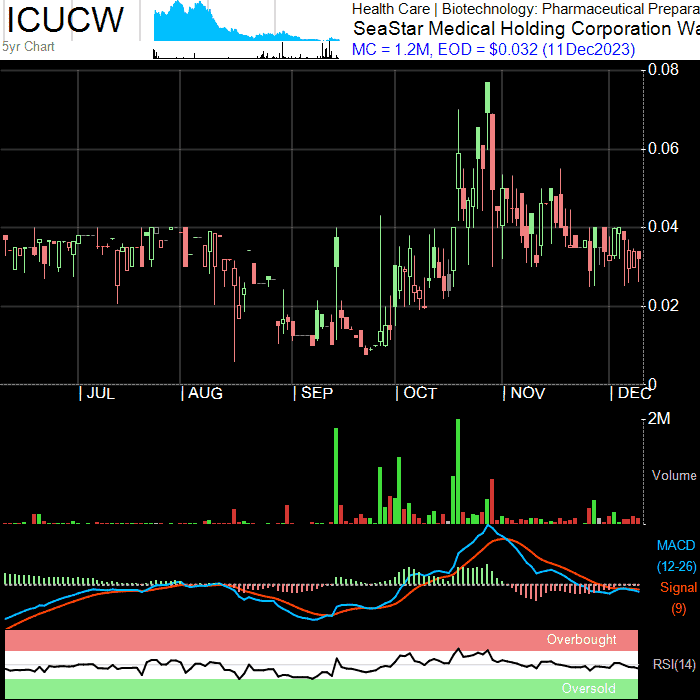 ICUCW
5yr Chart
Health Care | Biotechnology: Pharmaceutical Prepara
SeaStar Medical Holding Corporation Wa
MC = 1.2M, EOD = $0.032 (11Dec2023)
0.08
0.06
0.04
0.02
0
| JUL | AUG | SEP | OCT | NOV | DEC
2M
Volume
MACD
(12-26)
Signal
(9)
Overbought
RSI(14)
Oversold